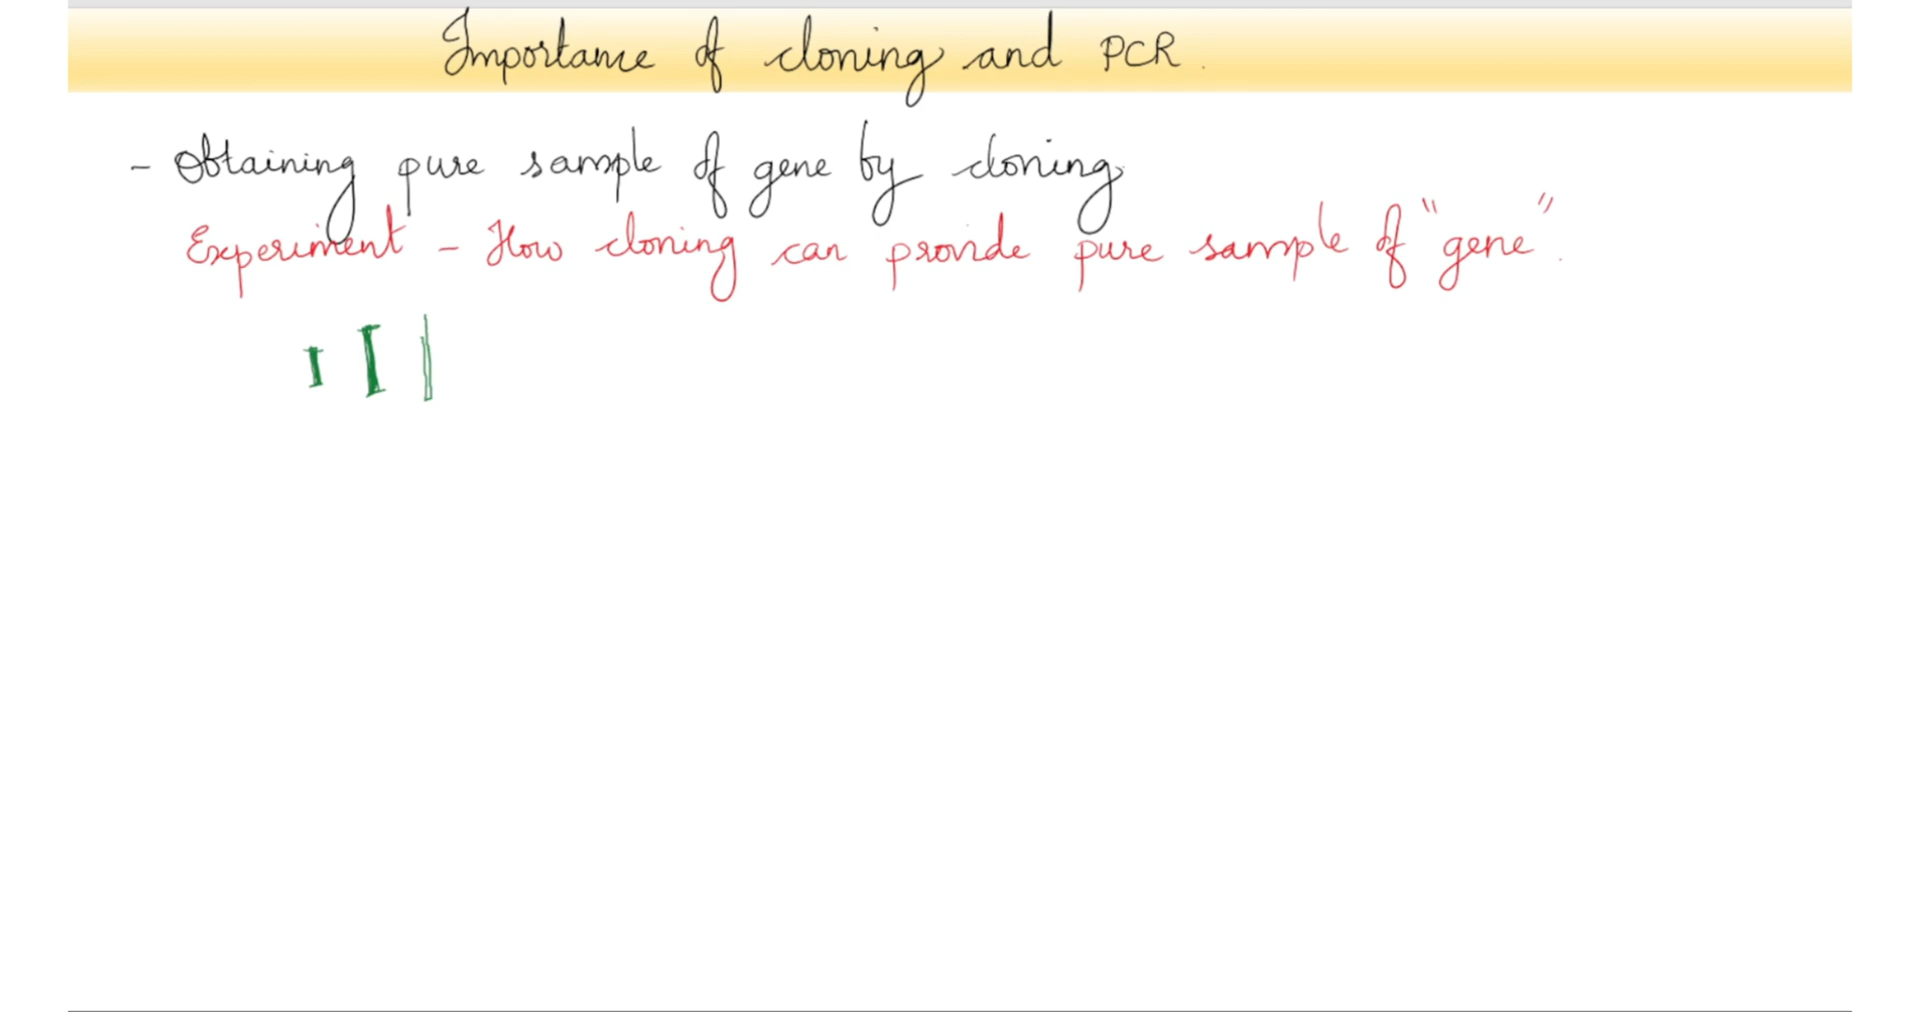 Importance of cloning and PCR.
- Obtaining pure sample of gene by cloning
Experiment - How cloning can provide pure sample of "gene".